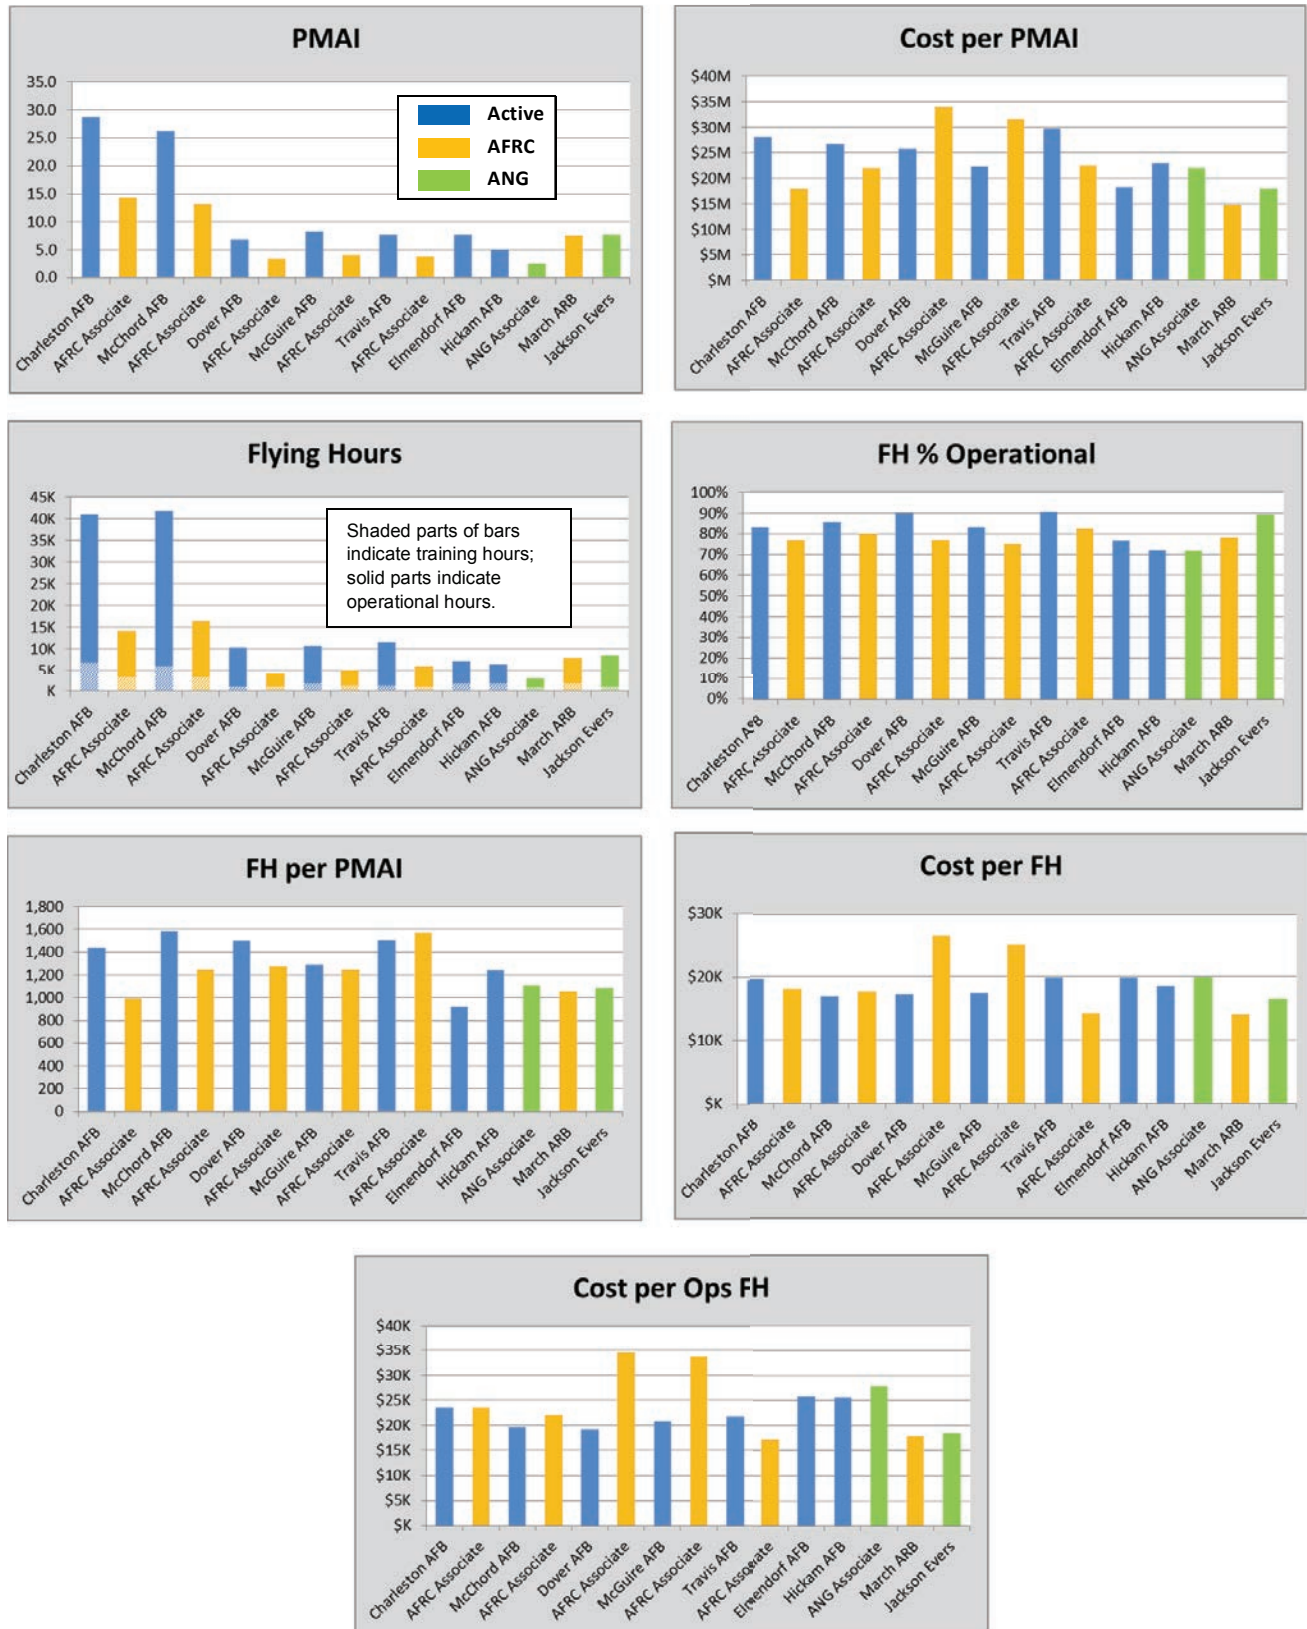 PMAI
35.0
30.0
25.0
20.0
15.0
10.0
5.0
0.0
Active
AFRC
ANG
Charleston AFB
AFRC Associate
McChord AFB
AFRC Associate
Dover AFB
AFRC Associate
McGuire AFB
AFRC Associate
Travis AFB
AFRC Associate
Elmendorf AFB
Hickam AFB
ANG Associate
March ARB
Jackson Evers
Cost per PMAI
$40M
$35M
$30M
$25M
$20M
$15M
$10M
$5M
$M
Charleston AFB
AFRC Associate
McChord AFB
AFRC Associate
Dover AFB
AFRC Associate
McGuire AFB
AFRC Associate
Travis AFB
AFRC Associate
Elmendorf AFB
Hickam AFB
ANG Associate
March ARB
Jackson Evers
Flying Hours
45K
40K
35K
30K
25K
20K
15K
10K
5K
K
Shaded parts of bars
indicate training hours;
solid parts indicate
operational hours.
Charleston AFB
AFRC Associate
McChord AFB
AFRC Associate
Dover AFB
AFRC Associate
McGuire AFB
AFRC Associate
Travis AFB
AFRC Associate
Elmendorf AFB
Hickam AFB
ANG Associate
March ARB
Jackson Evers
FH % Operational
100%
90%
80%
70%
60%
50%
40%
30%
20%
10%
0%
Charleston AFB
AFRC Associate
McChord AFB
AFRC Associate
Dover AFB
AFRC Associate
McGuire AFB
AFRC Associate
Travis AFB
AFRC Associate
Elmendorf AFB
Hickam AFB
ANG Associate
March ARB
Jackson Evers
FH per PMAI
1,800
1,600
1,400
1,200
1,000
800
600
400
200
0
Charleston AFB
AFRC Associate
McChord AFB
AFRC Associate
Dover AFB
AFRC Associate
McGuire AFB
AFRC Associate
Travis AFB
AFRC Associate
Elmendorf AFB
Hickam AFB
ANG Associate
March ARB
Jackson Evers
Cost per FH
$30K
$20K
$10K
$K
Charleston AFB
AFRC Associate
McChord AFB
AFRC Associate
Dover AFB
AFRC Associate
McGuire AFB
AFRC Associate
Travis AFB
AFRC Associate
Elmendorf AFB
Hickam AFB
ANG Associate
March ARB
Jackson Evers
Cost per Ops FH
$40K
$35K
$30K
$25K
$20K
$15K
$10K
$5K
$K
Charleston AFB
AFRC Associate
McChord AFB
AFRC Associate
Dover AFB
AFRC Associate
McGuire AFB
AFRC Associate
Travis AFB
AFRC Associate
Elmendorf AFB
Hickam AFB
ANG Associate
March ARB
Jackson Evers